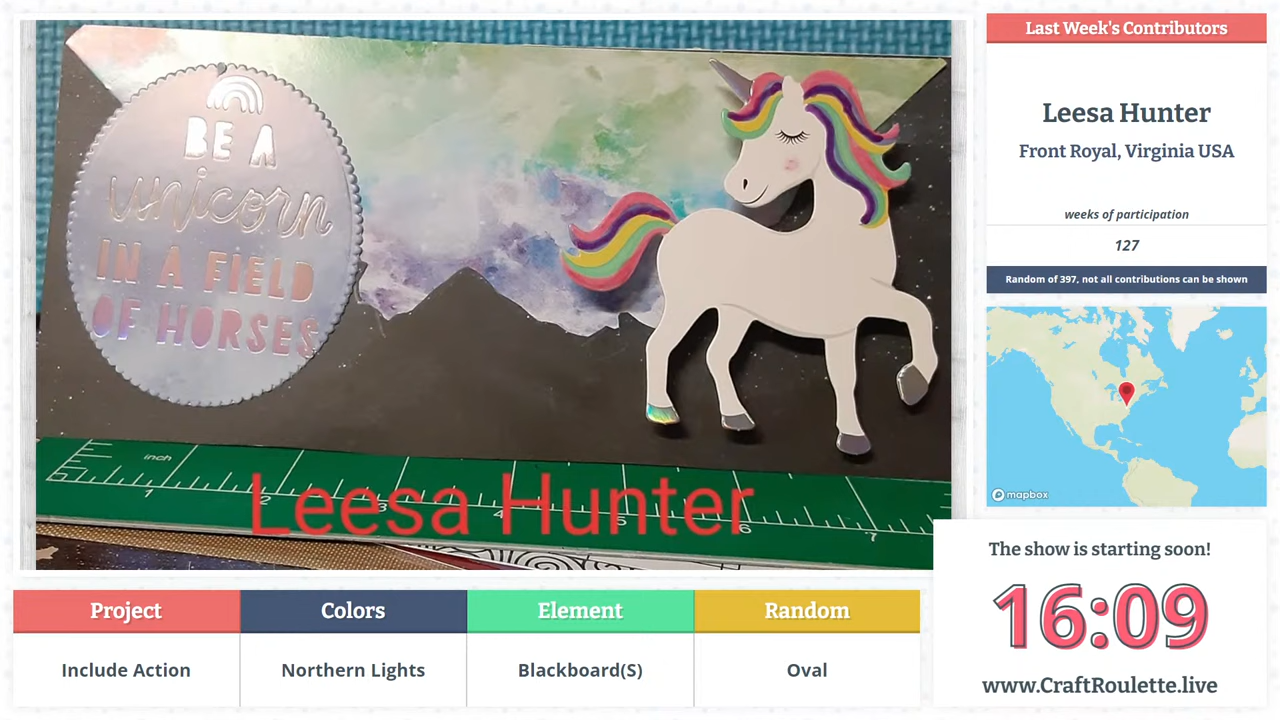 BE A
unicorn
IN A FIELD
OF HORSES
inch
1 2 3 4 5 6 7
Leesa Hunter
Last Week's Contributors
Leesa Hunter
Front Royal, Virginia USA
weeks of participation
127
Random of 397, not all contributions can be shown
mapbox
The show is starting soon!
16:09
www.CraftRoulette.live
Project Colors Element Random
Include Action Northern Lights Blackboard(S) Oval